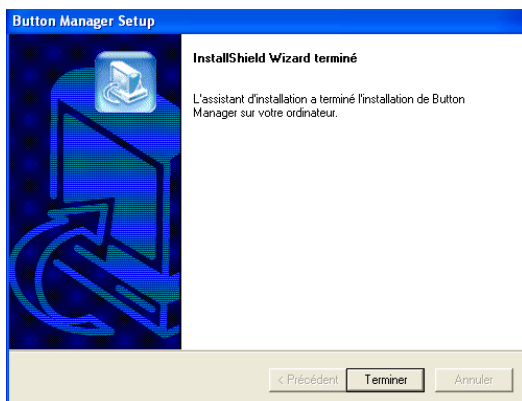 Button Manager Setup
InstallShield Wizard terminé
L'assistant d'installation a terminé l'installation de Button
Manager sur votre ordinateur.
< Précédent Terminer Annuler